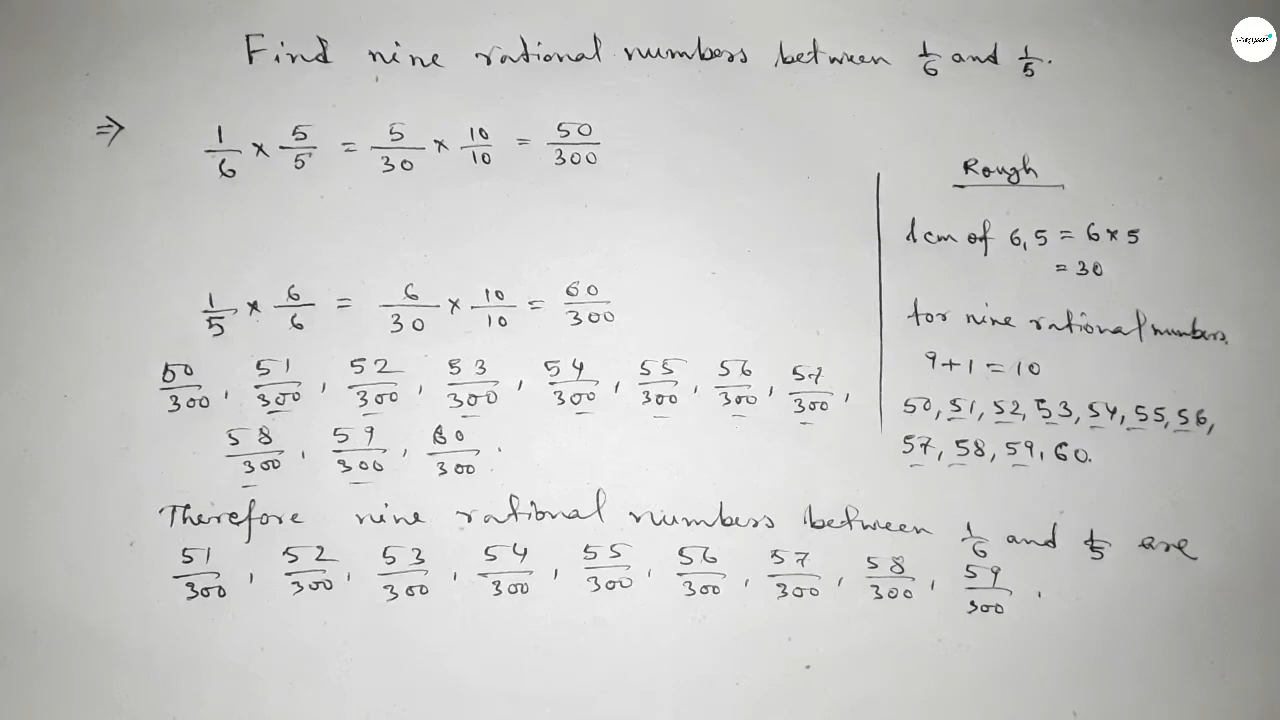 Find nine rational numbers between 1/6 and 1/5.
⇒ 1/6 × 5/5 = 5/30 × 10/10 = 50/300
1/5 × 6/6 = 6/30 × 10/10 = 60/300
50/300, 51/300, 52/300, 53/300, 54/300, 55/300, 56/300, 57/300,
58/300, 59/300, 60/300.
Rough
lcm of 6,5 = 6×5
= 30
for nine rational numbers.
9+1=10
50, 51, 52, 53, 54, 55, 56,
57, 58, 59, 60.
Therefore nine rational numbers between 1/6 and 1/5 are
51/300, 52/300, 53/300, 54/300, 55/300, 56/300, 57/300, 58/300, 59/300.